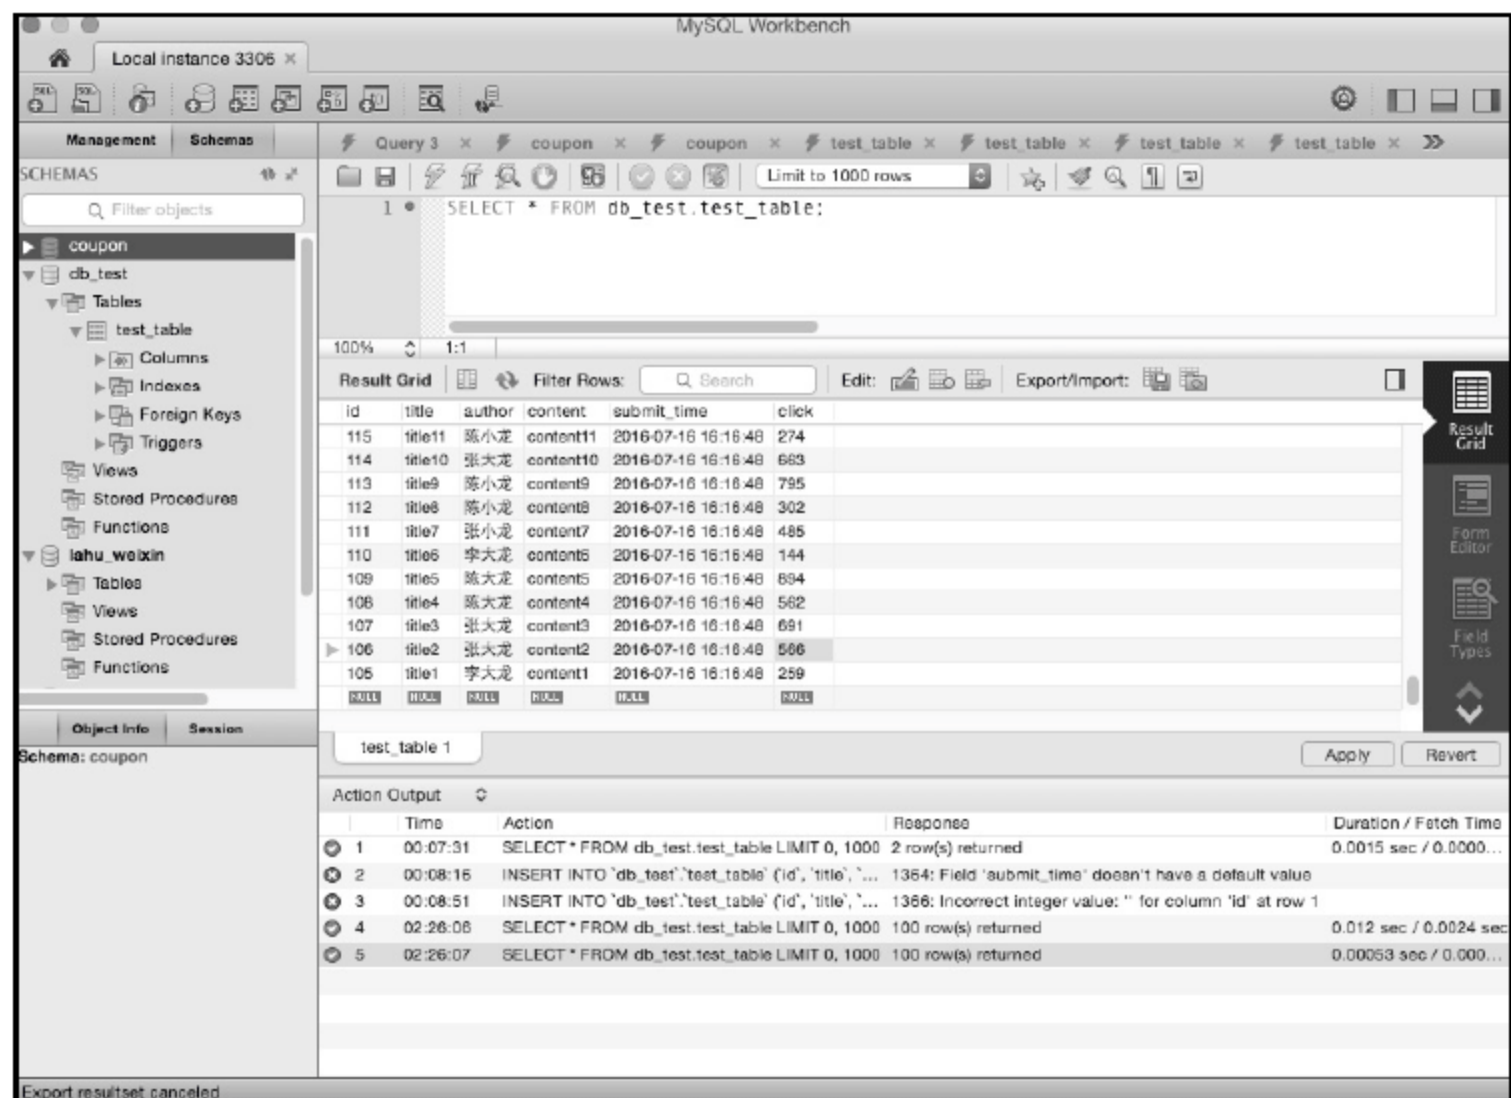 MySQL Workbench
Local instance 3306 ×
Management Schemas
Query 3 × coupon × coupon × test_table × test_table × test_table × test_table ×
SCHEMAS
Limit to 1000 rows
Filter objects
1 SELECT * FROM db_test.test_table;
coupon
db_test
Tables
test_table
Columns
Indexes
Foreign Keys
Triggers
Views
Stored Procedures
Functions
lahu_weixin
Tables
Views
Stored Procedures
Functions
100% 1:1
Result Grid Filter Rows: Search Edit: Export/Import:
id title author content submit_time click
115 title11 陈小龙 content11 2016-07-16 16:16:48 274
114 title10 张大龙 content10 2016-07-16 16:16:48 663
113 title9 陈小龙 content9 2016-07-16 16:16:48 795
112 title8 陈小龙 content8 2016-07-16 16:16:48 302
111 title7 张小龙 content7 2016-07-16 16:16:48 485
110 title6 李大龙 content6 2016-07-16 16:16:48 144
109 title5 陈大龙 content5 2016-07-16 16:16:48 894
108 title4 陈大龙 content4 2016-07-16 16:16:48 562
107 title3 张大龙 content3 2016-07-16 16:16:48 691
106 title2 张大龙 content2 2016-07-16 16:16:48 566
105 title1 李大龙 content1 2016-07-16 16:16:48 259
NULL NULL NULL NULL NULL NULL
Result
Grid
Form
Editor
Field
Types
Object Info Session
Schema: coupon
test_table 1
Apply Revert
Action Output
Time Action Response Duration / Fetch Time
1 00:07:31 SELECT * FROM db_test.test_table LIMIT 0, 1000 2 row(s) returned 0.0015 sec / 0.0000...
2 00:08:16 INSERT INTO `db_test`.`test_table` (`id`, `title`, `... 1364: Field 'submit_time' doesn't have a default value
3 00:08:51 INSERT INTO `db_test`.`test_table` (`id`, `title`, `... 1366: Incorrect integer value: '' for column 'id' at row 1
4 02:26:06 SELECT * FROM db_test.test_table LIMIT 0, 1000 100 row(s) returned 0.012 sec / 0.0024 sec
5 02:26:07 SELECT * FROM db_test.test_table LIMIT 0, 1000 100 row(s) returned 0.00053 sec / 0.000...
Export resultset canceled